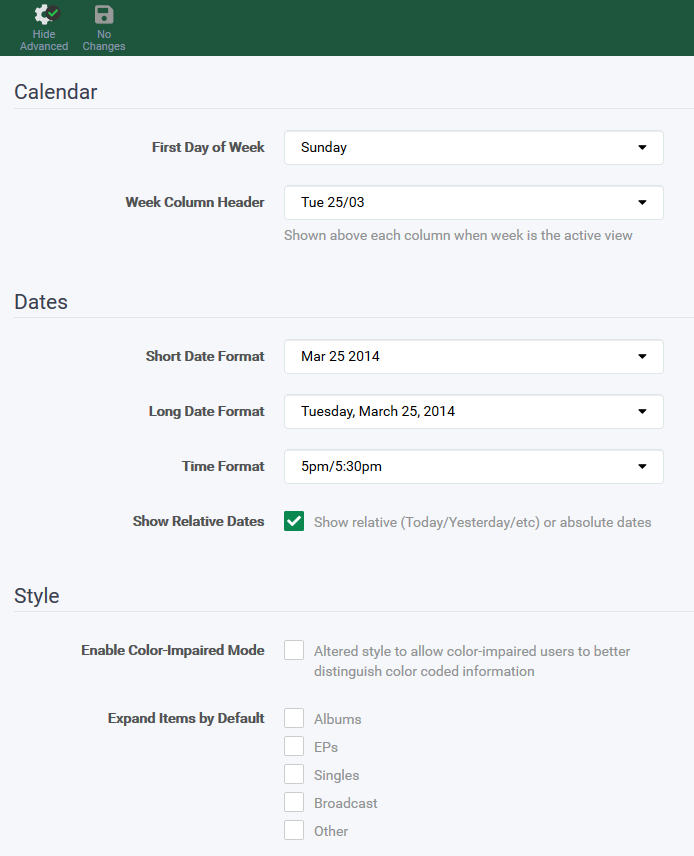 Hide
Advanced
No
Changes
Calendar
First Day of Week
Sunday
Week Column Header
Tue 25/03
Shown above each column when week is the active view
Dates
Short Date Format
Mar 25 2014
Long Date Format
Tuesday, March 25, 2014
Time Format
5pm/5:30pm
Show Relative Dates
Show relative (Today/Yesterday/etc) or absolute dates
Style
Enable Color-Impaired Mode
Altered style to allow color-impaired users to better
distinguish color coded information
Expand Items by Default
Albums
EPs
Singles
Broadcast
Other